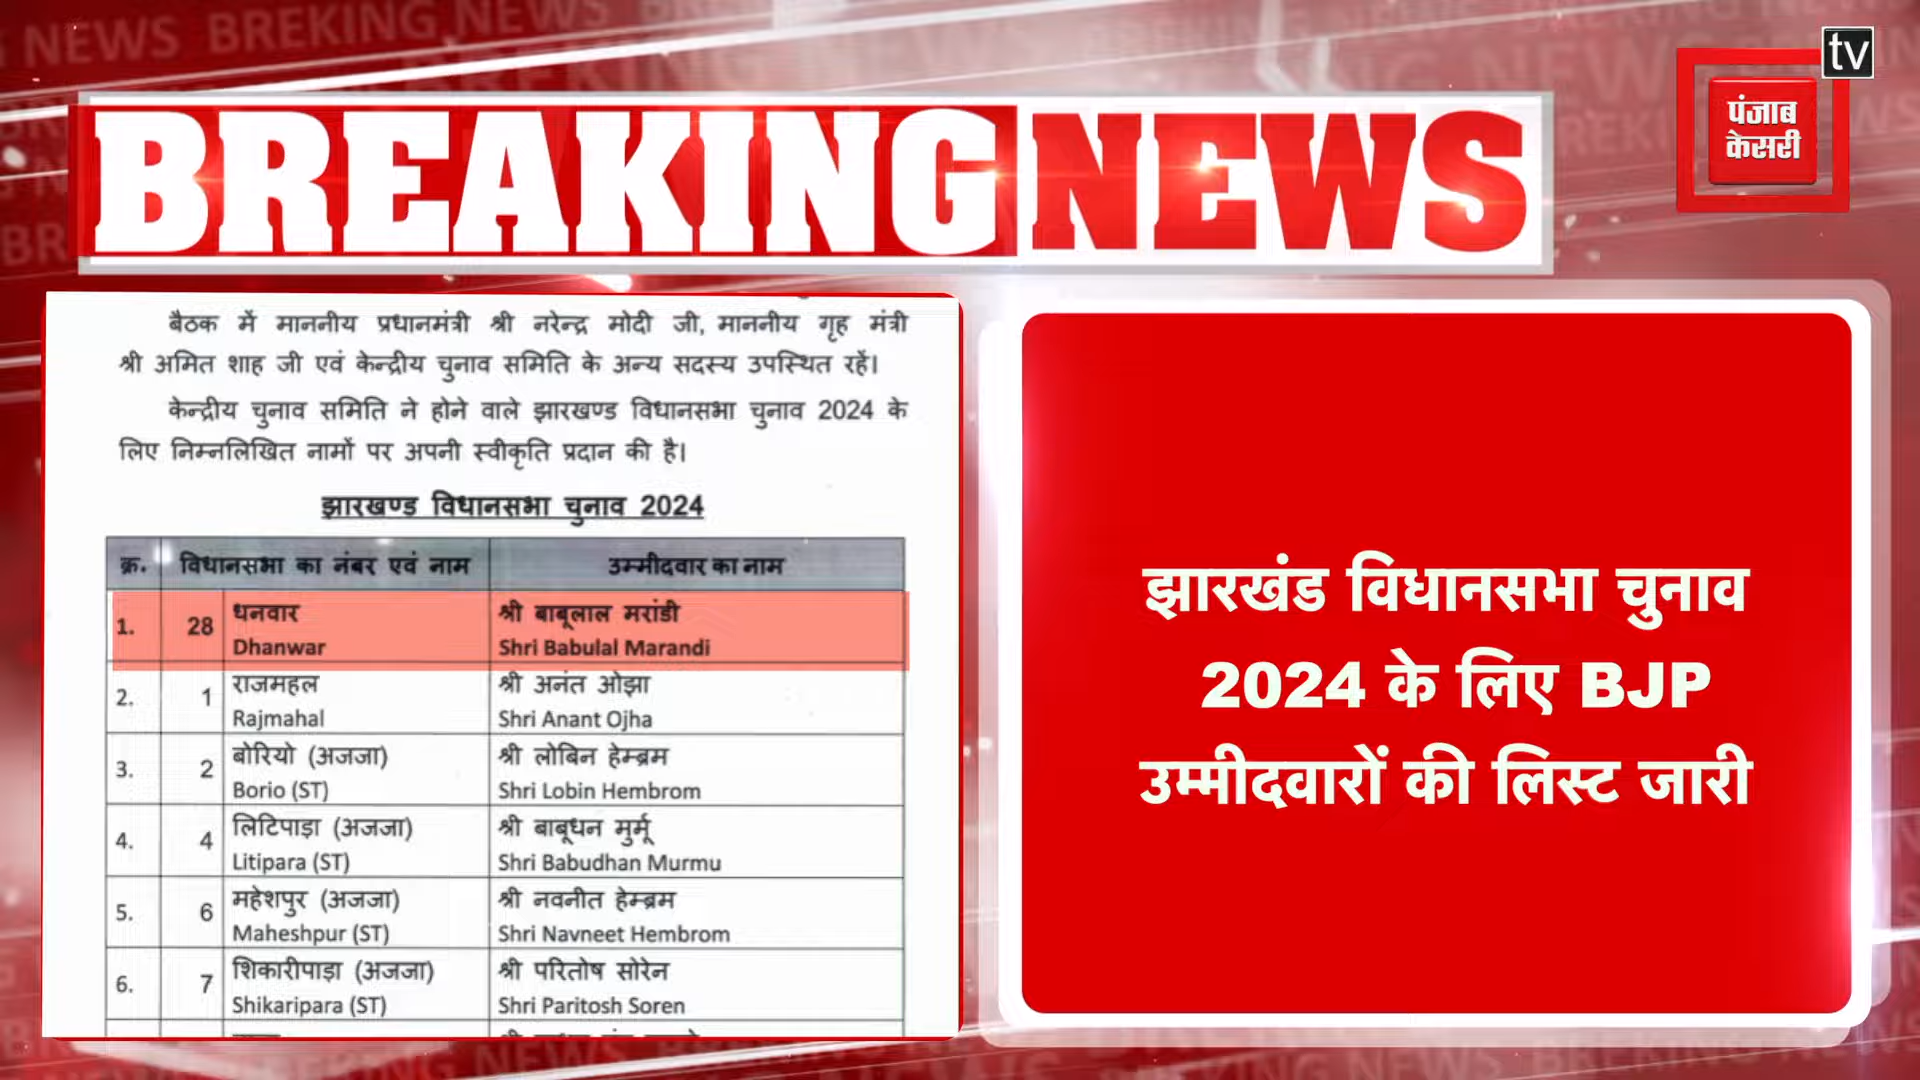 tv
पंजाब
केसरी
BREAKING NEWS
बैठक में माननीय प्रधानमंत्री श्री नरेन्द्र मोदी जी, माननीय गृह मंत्री
श्री अमित शाह जी एवं केन्द्रीय चुनाव समिति के अन्य सदस्य उपस्थित रहें।
केन्द्रीय चुनाव समिति ने होने वाले झारखण्ड विधानसभा चुनाव 2024 के
लिए निम्नलिखित नामों पर अपनी स्वीकृति प्रदान की है।
झारखण्ड विधानसभा चुनाव 2024
क्र. विधानसभा का नंबर एवं नाम उम्मीदवार का नाम
1. 28 धनवार श्री बाबूलाल मरांडी
Dhanwar Shri Babulal Marandi
2. 1 राजमहल श्री अनंत ओझा
Rajmahal Shri Anant Ojha
3. 2 बोरियो (अजजा) श्री लोबिन हेम्ब्रम
Borio (ST) Shri Lobin Hembrom
4. 4 लिटिपाड़ा (अजजा) श्री बाबूधन मुर्मू
Litipara (ST) Shri Babudhan Murmu
5. 6 महेशपुर (अजजा) श्री नवनीत हेम्ब्रम
Maheshpur (ST) Shri Navneet Hembrom
6. 7 शिकारीपाड़ा (अजजा) श्री परितोष सोरेन
Shikaripara (ST) Shri Paritosh Soren
झारखंड विधानसभा चुनाव
2024 के लिए BJP
उम्मीदवारों की लिस्ट जारी